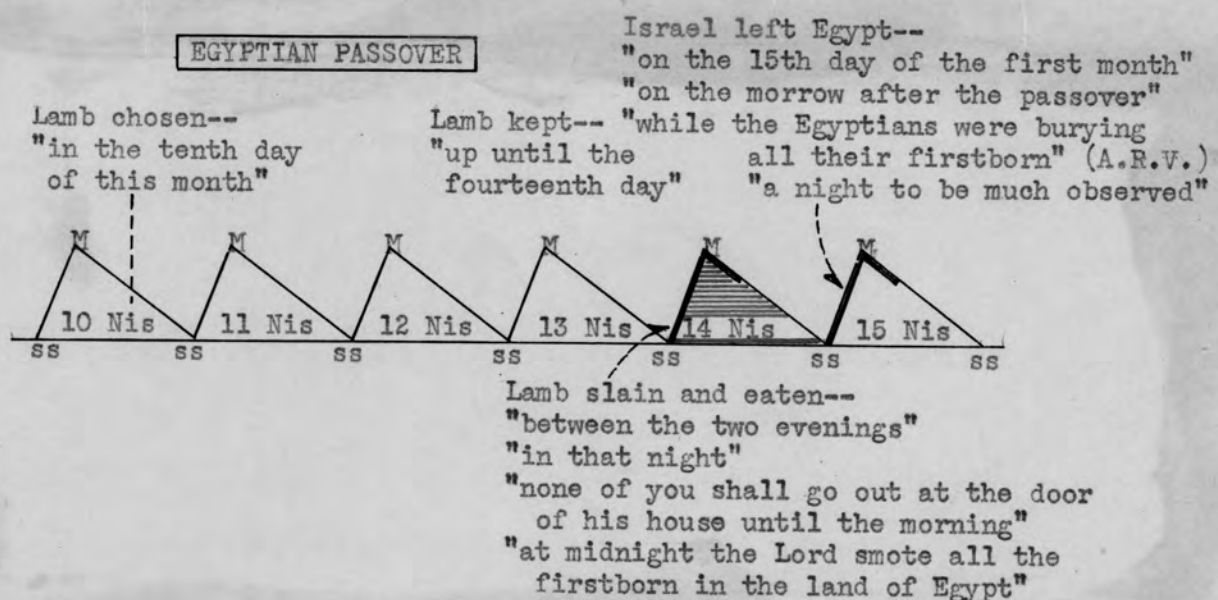 EGYPTIAN PASSOVER
Israel left Egypt--
"on the 15th day of the first month"
"on the morrow after the passover"
"while the Egyptians were burying
all their firstborn" (A.R.V.)
"a night to be much observed"
Lamb chosen--
"in the tenth day
of this month"
Lamb kept--
"up until the
fourteenth day"
M M M M M M
10 Nis 11 Nis 12 Nis 13 Nis 14 Nis 15 Nis
SS SS SS SS SS SS SS
Lamb slain and eaten--
"between the two evenings"
"in that night"
"none of you shall go out at the door
of his house until the morning"
"at midnight the Lord smote all the
firstborn in the land of Egypt"